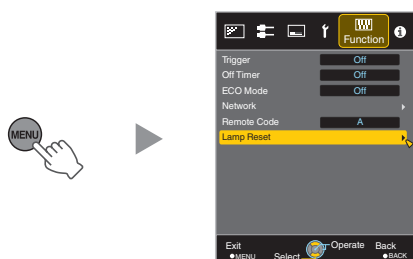 MENU
Function
Trigger Off
Off Timer Off
ECO Mode Off
Network
Remote Code A
Lamp Reset
Exit Operate Back
MENU Select BACK